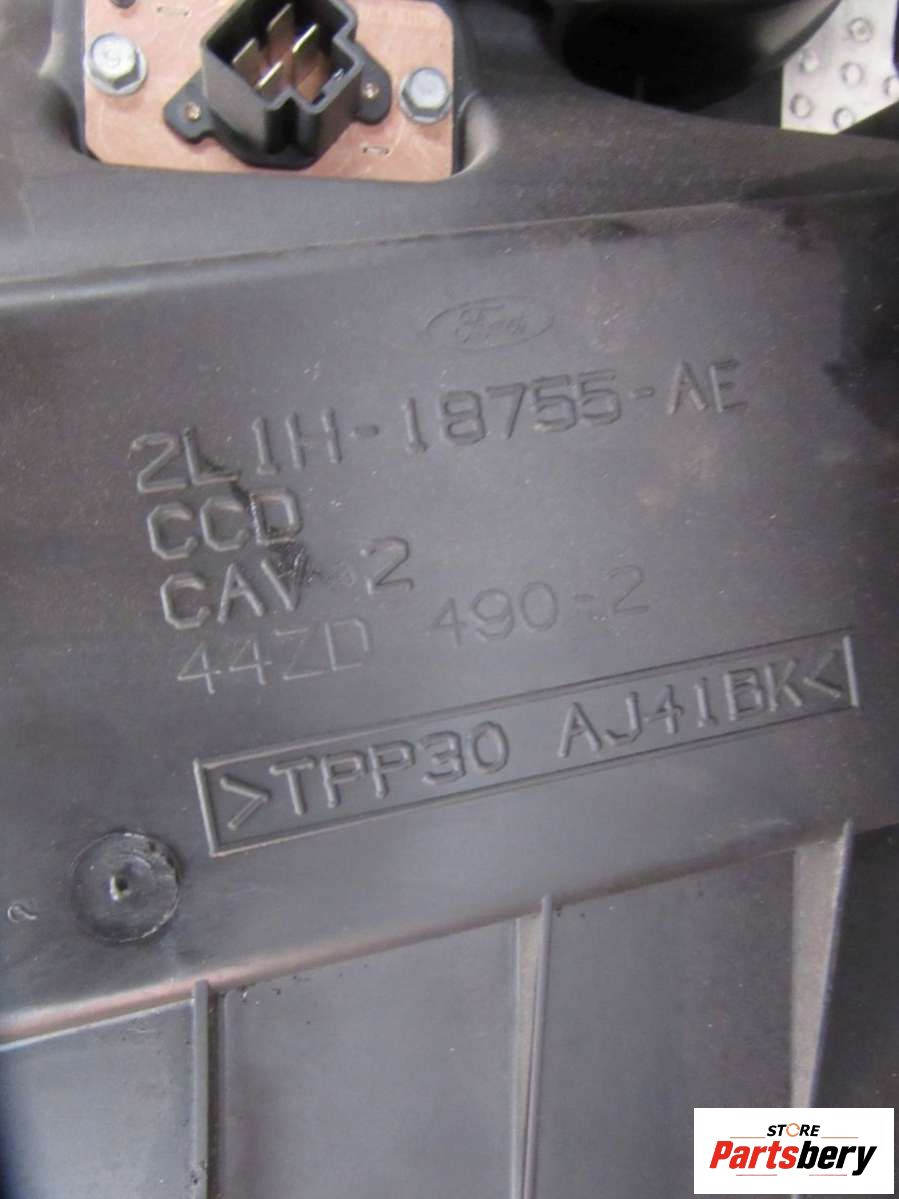 Ford
2L1H-18755-AE
CCD
CAV 2
44ZD 490-2
>TPP30 AJ41BK<
STORE
Partsbery